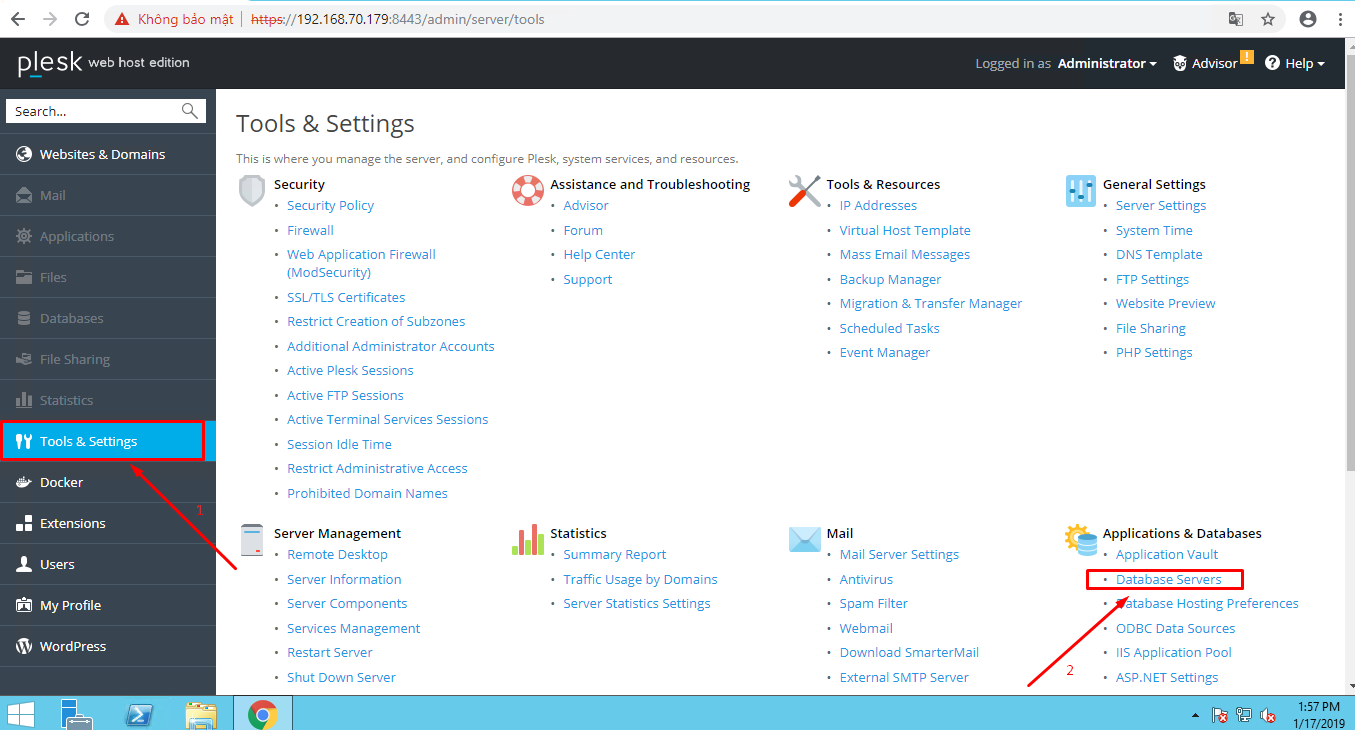 Không bảo mật
https://192.168.70.179:8443/admin/server/tools
plesk web host edition
Logged in as Administrator
Advisor
!
? Help
Search...
Websites & Domains
Mail
Applications
Files
Databases
File Sharing
Statistics
Tools & Settings
1
Docker
Extensions
Users
My Profile
WordPress
Tools & Settings
This is where you manage the server, and configure Plesk, system services, and resources.
Security
Security Policy
Firewall
Web Application Firewall
(ModSecurity)
SSL/TLS Certificates
Restrict Creation of Subzones
Additional Administrator Accounts
Active Plesk Sessions
Active FTP Sessions
Active Terminal Services Sessions
Session Idle Time
Restrict Administrative Access
Prohibited Domain Names
Assistance and Troubleshooting
Advisor
Forum
Help Center
Support
Tools & Resources
IP Addresses
Virtual Host Template
Mass Email Messages
Backup Manager
Migration & Transfer Manager
Scheduled Tasks
Event Manager
General Settings
Server Settings
System Time
DNS Template
FTP Settings
Website Preview
File Sharing
PHP Settings
Server Management
Remote Desktop
Server Information
Server Components
Services Management
Restart Server
Shut Down Server
Statistics
Summary Report
Traffic Usage by Domains
Server Statistics Settings
Mail
Mail Server Settings
Antivirus
Spam Filter
Webmail
Download SmarterMail
External SMTP Server
Applications & Databases
Application Vault
Database Servers
Database Hosting Preferences
ODBC Data Sources
IIS Application Pool
ASP.NET Settings
2
1:57 PM
1/17/2019